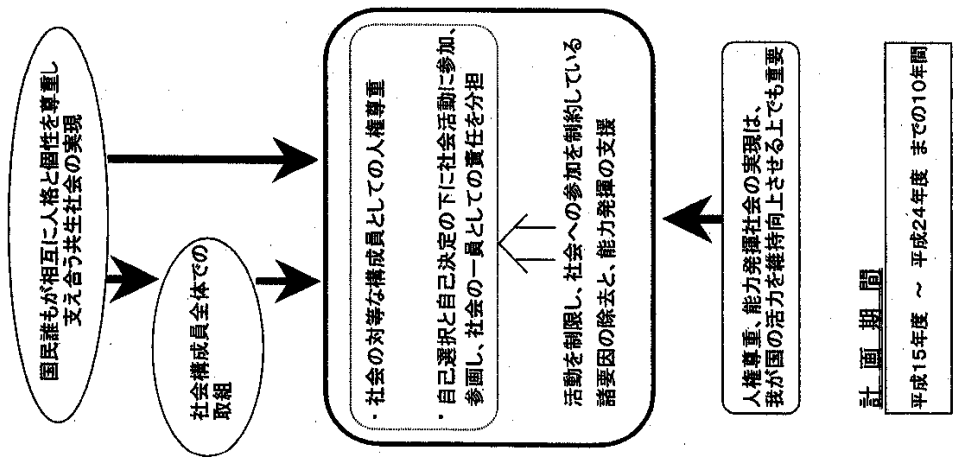 国民誰もが相互に人格と個性を尊重し
支え合う共生社会の実現
社会構成員全体での
取組
・社会の対等な構成員としての人権尊重
・自己選択と自己決定の下に社会活動に参加、
参画し、社会の一員としての責任を分担
活動を制限し、社会への参加を制約している
諸要因の除去と、能力発揮の支援
人権尊重、能力発揮社会の実現は、
我が国の活力を維持向上させる上でも重要
計画期間
平成15年度 ～ 平成24年度 までの10年間